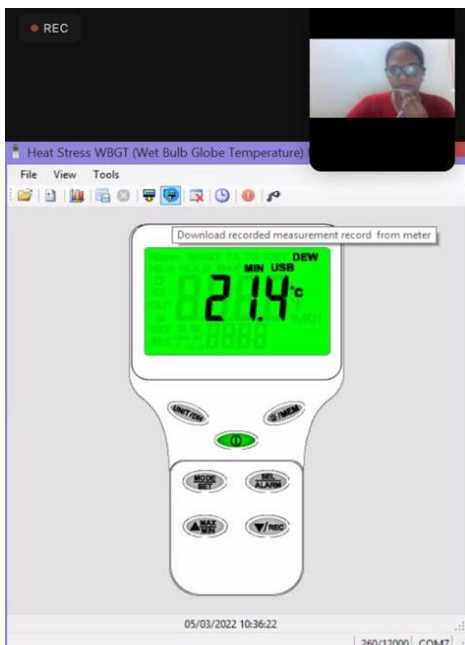 REC
Heat Stress WBGT (Wet Bulb Globe Temperature)
File View Tools
Download recorded measurement record from meter
DEW
MIN USB
21.4 °C
UNIT/DH
MODE
SET
SEL
ALARM
▲ MAX
MIN
▼/REC
05/03/2022 10:36:22
260/12000 COM7